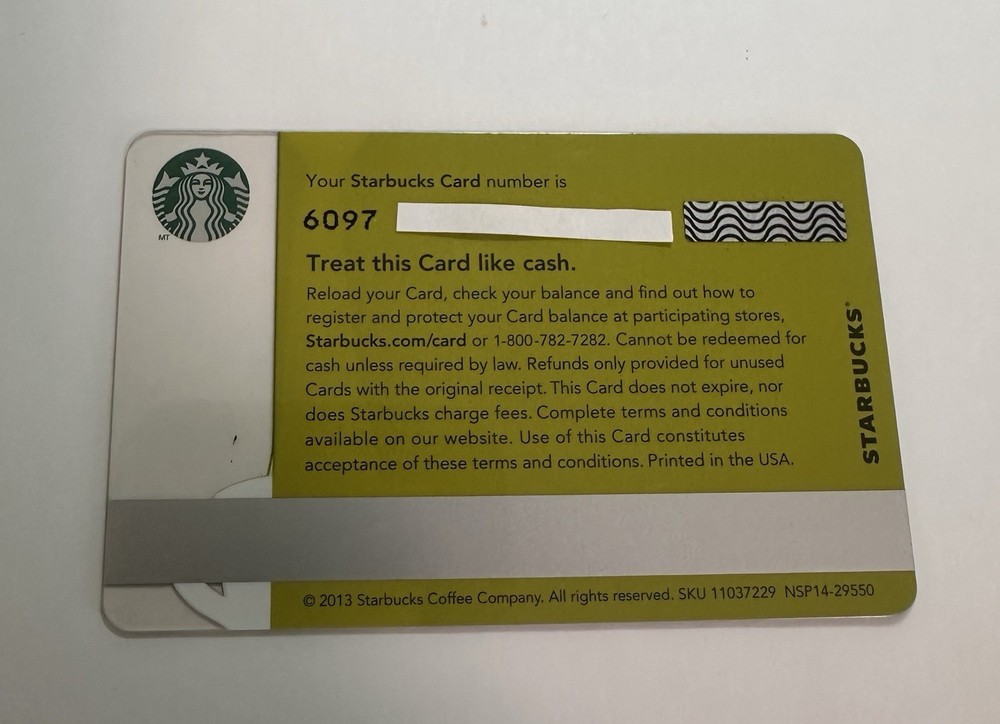 Your Starbucks Card number is
6097
Treat this Card like cash.
Reload your Card, check your balance and find out how to
register and protect your Card balance at participating stores,
Starbucks.com/card or 1-800-782-7282. Cannot be redeemed for
cash unless required by law. Refunds only provided for unused
Cards with the original receipt. This Card does not expire, nor
does Starbucks charge fees. Complete terms and conditions
available on our website. Use of this Card constitutes
acceptance of these terms and conditions. Printed in the USA.
© 2013 Starbucks Coffee Company. All rights reserved. SKU 11037229 NSP14-29550
MT
STARBUCKS®